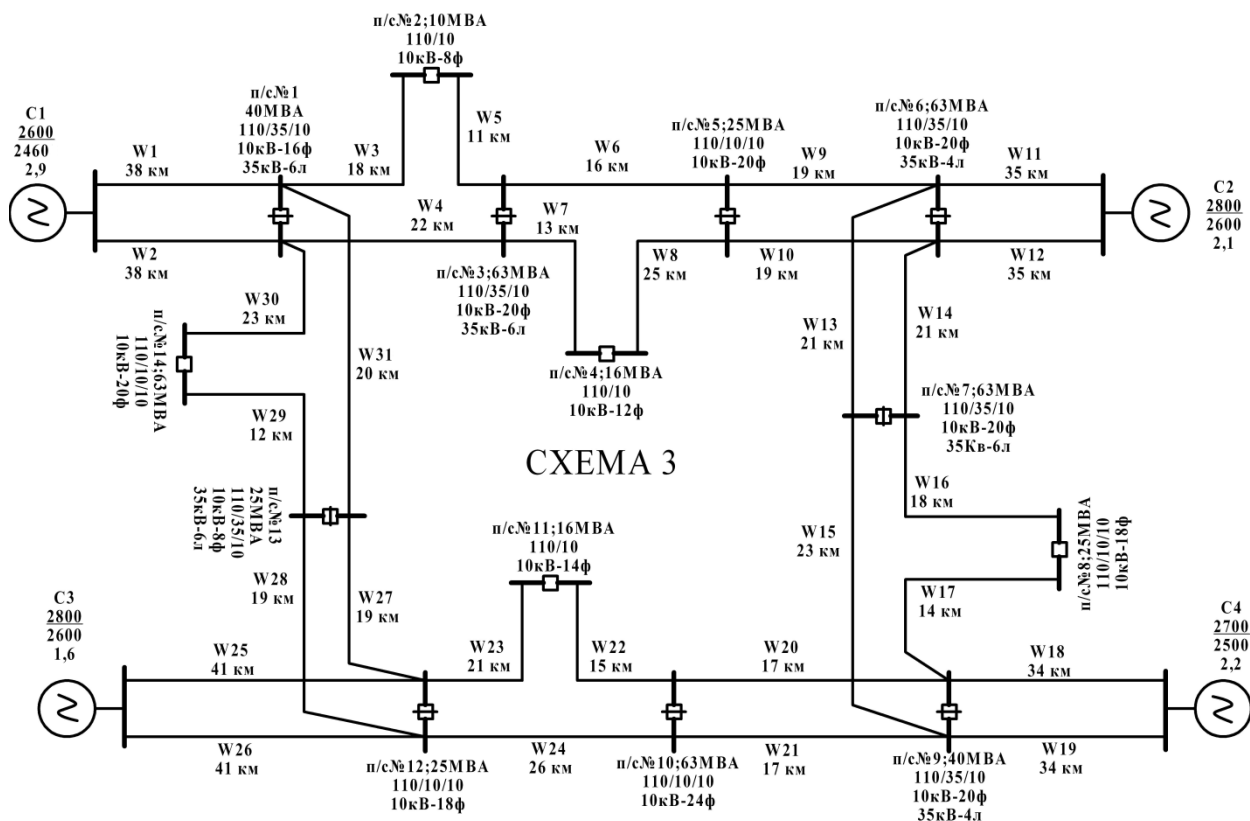 п/с№2;10МВА
110/10
10кВ-8ф
п/с№1
40МВА
110/35/10
10кВ-16ф
35кВ-6л
С1
2600
2460
2,9
W1
38 км
W2
38 км
W3
18 км
W4
22 км
W5
11 км
W6
16 км
W7
13 км
W8
25 км
п/с№3;63МВА
110/35/10
10кВ-20ф
35кВ-6л
п/с№4;16МВА
110/10
10кВ-12ф
п/с№5;25МВА
110/10/10
10кВ-20ф
W9
19 км
W10
19 км
п/с№6;63МВА
110/35/10
10кВ-20ф
35кВ-4л
W11
35 км
W12
35 км
С2
2800
2600
2,1
W13
21 км
W14
21 км
п/с№7;63МВА
110/35/10
10кВ-20ф
35Кв-6л
W15
23 км
W16
18 км
п/с№8;25МВА
110/10/10
10кВ-18ф
W17
14 км
W30
23 км
п/с№14;63МВА
110/10/10
10кВ-20ф
W31
20 км
W29
12 км
СХЕМА 3
п/с№13
25МВА
110/35/10
10кВ-8ф
35кВ-6л
W28
19 км
W27
19 км
п/с№11;16МВА
110/10
10кВ-14ф
С3
2800
2600
1,6
W25
41 км
W26
41 км
W23
21 км
W22
15 км
W24
26 км
W20
17 км
W21
17 км
W18
34 км
W19
34 км
С4
2700
2500
2,2
п/с№12;25МВА
110/10/10
10кВ-18ф
п/с№10;63МВА
110/10/10
10кВ-24ф
п/с№9;40МВА
110/35/10
10кВ-20ф
35кВ-4л